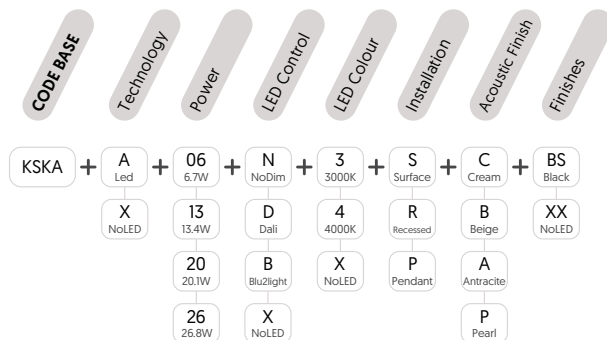 CODE BASE
Technology
Power
LED Control
LED Colour
Installation
Acoustic Finish
Finishes
KSKA + A + 06 + N + 3 + S + C + BS
Led 6.7W NoDim 3000K Surface Cream Black
X 13 D 4 R B XX
NoLED 13.4W Dali 4000K Recessed Beige NoLED
20 B X P A
20.1W Blu2light NoLED Pendant Antracite
26 X P
26.8W NoLED Pearl